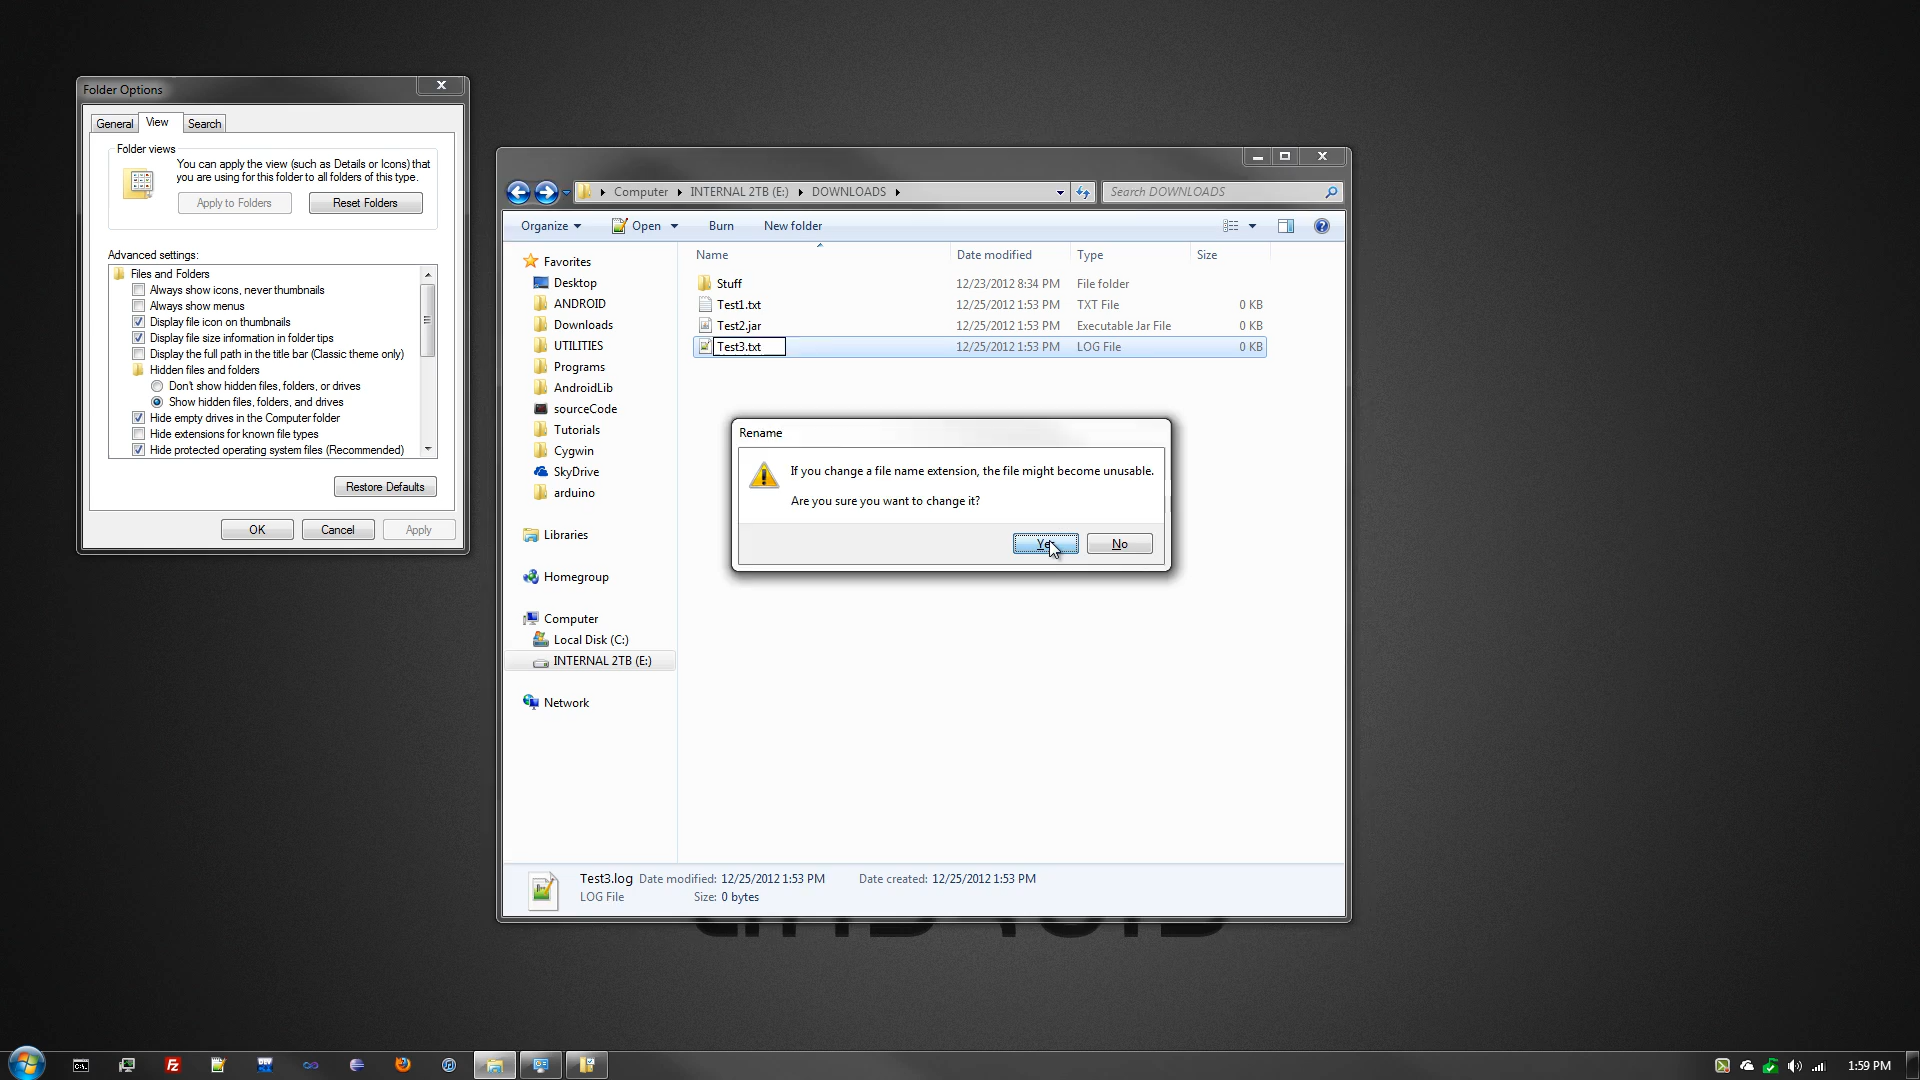 Folder Options
General View Search
Folder views
You can apply the view (such as Details or Icons) that
you are using for this folder to all folders of this type.
Apply to Folders Reset Folders
Advanced settings:
Files and Folders
Always show icons, never thumbnails
Always show menus
Display file icon on thumbnails
Display file size information in folder tips
Display the full path in the title bar (Classic theme only)
Hidden files and folders
Don't show hidden files, folders, or drives
Show hidden files, folders, and drives
Hide empty drives in the Computer folder
Hide extensions for known file types
Hide protected operating system files (Recommended)
Restore Defaults
OK Cancel Apply
Computer INTERNAL 2TB (E:) DOWNLOADS Search DOWNLOADS
Organize Open Burn New folder
Favorites
Desktop
ANDROID
Downloads
UTILITIES
Programs
AndroidLib
sourceCode
Tutorials
Cygwin
SkyDrive
arduino
Libraries
Homegroup
Computer
Local Disk (C:)
INTERNAL 2TB (E:)
Network
Name Date modified Type Size
Stuff 12/23/2012 8:34 PM File folder
Test1.txt 12/25/2012 1:53 PM TXT File 0 KB
Test2.jar 12/25/2012 1:53 PM Executable Jar File 0 KB
Test3.txt 12/25/2012 1:53 PM LOG File 0 KB
Rename
If you change a file name extension, the file might become unusable.
Are you sure you want to change it?
Yes No
Test3.log Date modified: 12/25/2012 1:53 PM Date created: 12/25/2012 1:53 PM
LOG File Size: 0 bytes
1:59 PM